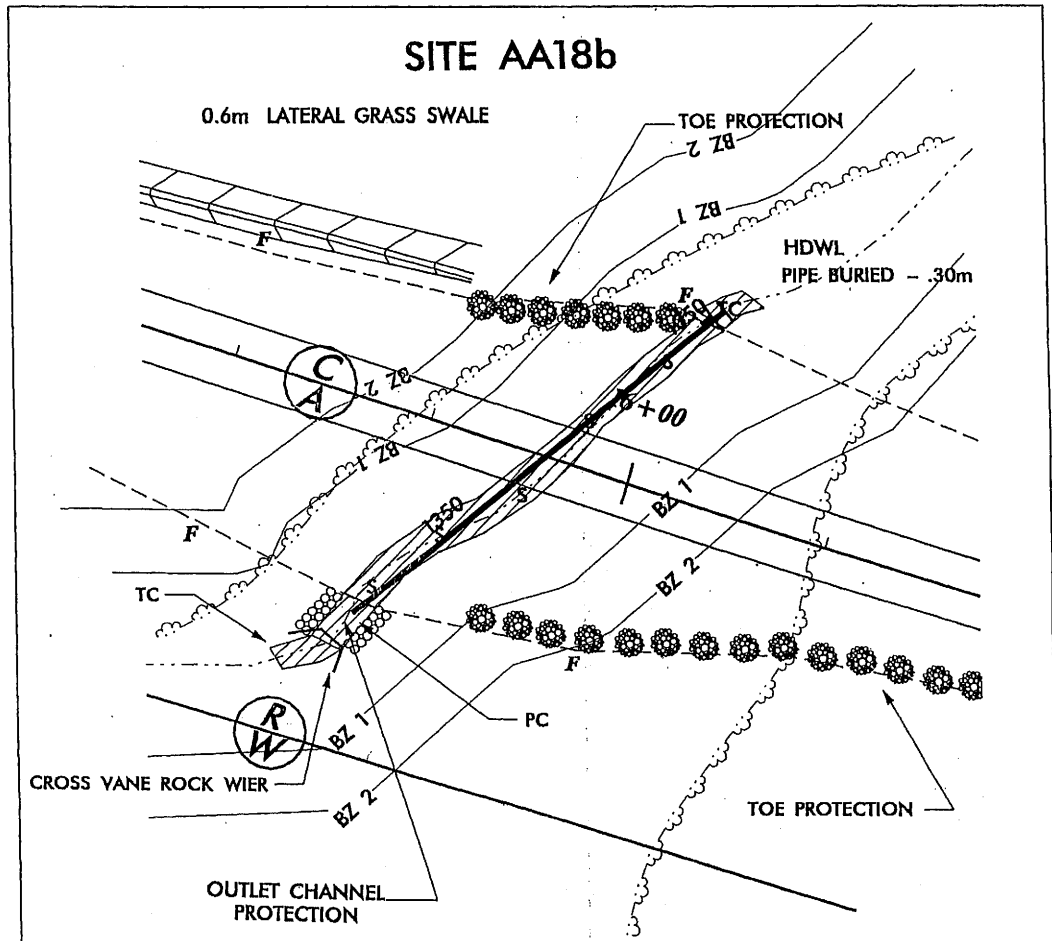 SITE AA18b
0.6m LATERAL GRASS SWALE
TOE PROTECTION
BZ 2
BZ 1
HDWL
PIPE BURIED - .30m
F
F
TC
C
A
BZ 2
+00
BZ 1
1350
S
S
S
BZ 1
F
BZ 2
TC
F
R
W
BZ 1
PC
CROSS VANE ROCK WIER
BZ 2
TOE PROTECTION
OUTLET CHANNEL
PROTECTION